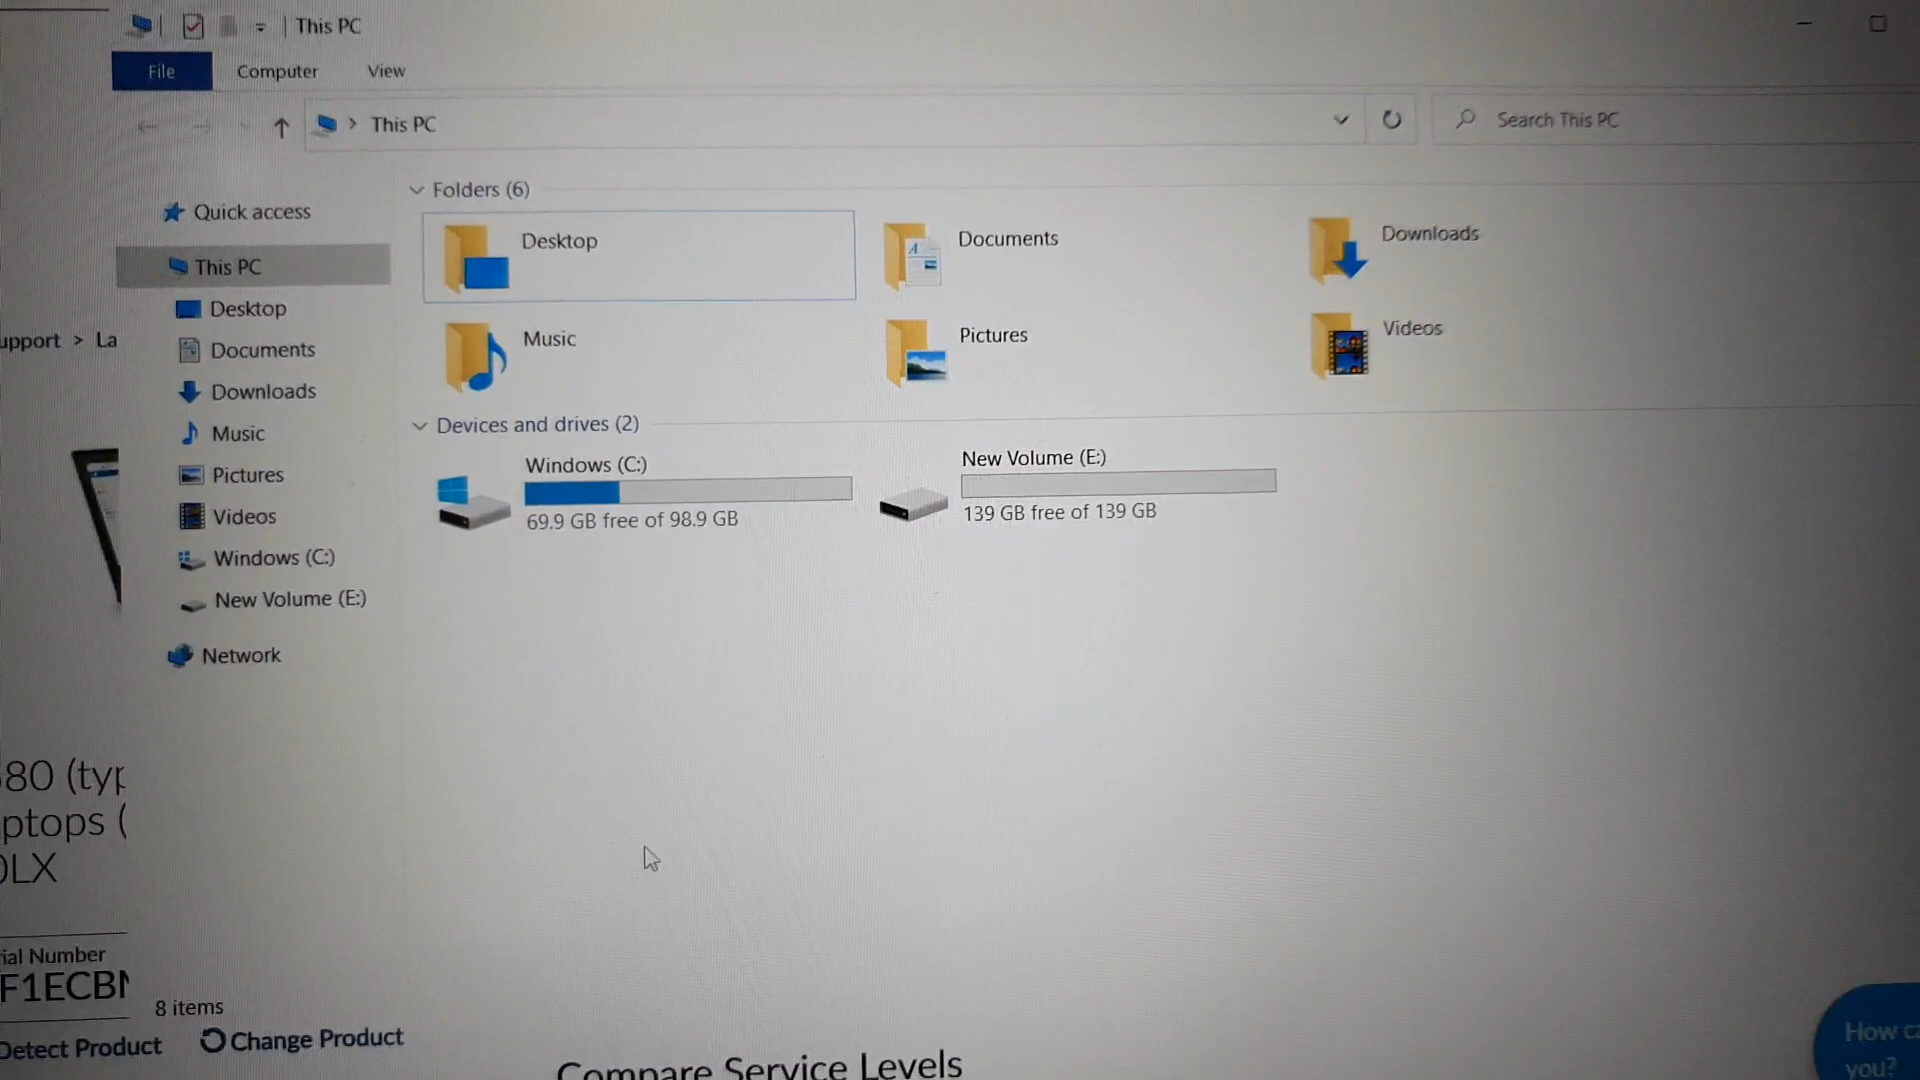 This PC
File Computer View
This PC
Search This PC
Quick access
This PC
Desktop
Documents
Downloads
Music
Pictures
Videos
Windows (C:)
New Volume (E:)
Network
Folders (6)
Desktop
Documents
Downloads
Music
Pictures
Videos
Devices and drives (2)
Windows (C:)
69.9 GB free of 98.9 GB
New Volume (E:)
139 GB free of 139 GB
8 items
upport > La
80 (typ
ptops (
0LX
ial Number
F1ECBN
Detect Product
Change Product
Compare Service Levels
How ca
you?